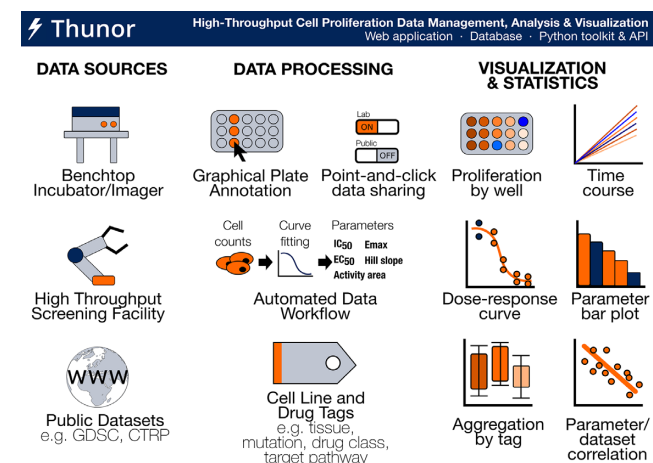 Thunor
High-Throughput Cell Proliferation Data Management, Analysis & Visualization
Web application · Database · Python toolkit & API
DATA SOURCES
Benchtop
Incubator/Imager
High Throughput
Screening Facility
WWW
Public Datasets
e.g. GDSC, CTRP
DATA PROCESSING
Graphical Plate
Annotation
Lab
ON
Public
OFF
Point-and-click
data sharing
Cell
counts
Curve
fitting
Parameters
IC50 Emax
EC50 Hill slope
Activity area
Automated Data
Workflow
Cell Line and
Drug Tags
e.g. tissue,
mutation, drug class,
target pathway
VISUALIZATION
& STATISTICS
Proliferation
by well
Time
course
Dose-response
curve
Parameter
bar plot
Aggregation
by tag
Parameter/
dataset
correlation